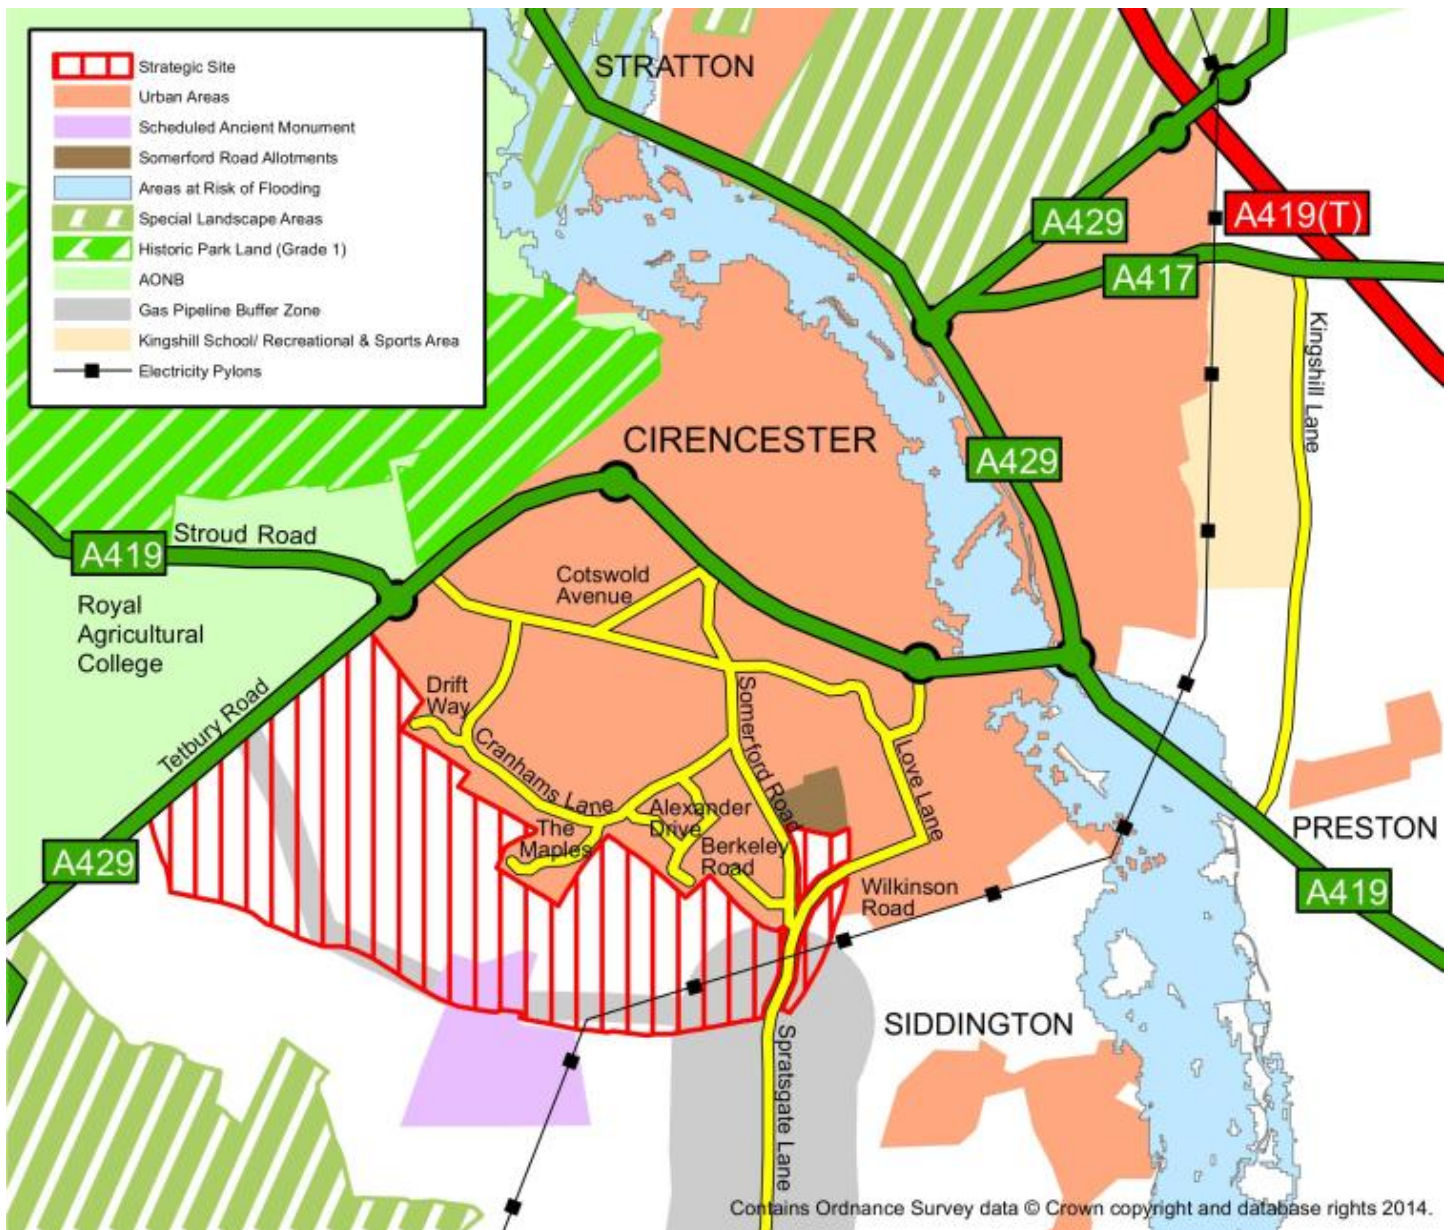 Strategic Site
Urban Areas
Scheduled Ancient Monument
Somerford Road Allotments
Areas at Risk of Flooding
Special Landscape Areas
Historic Park Land (Grade 1)
AONB
Gas Pipeline Buffer Zone
Kingshill School/ Recreational & Sports Area
Electricity Pylons
STRATTON
A419(T)
A429
A417
Kingshill Lane
CIRENCESTER
A429
Stroud Road
A419
Cotswold
Avenue
Royal
Agricultural
College
Drift
Way
Tetbury Road
Somerford Road
Cranhams Lane
Love Lane
Alexander
Drive
The
Maples
Berkeley
Road
PRESTON
A429
Wilkinson
Road
A419
SIDDINGTON
Spratsgate Lane
Contains Ordnance Survey data © Crown copyright and database rights 2014.